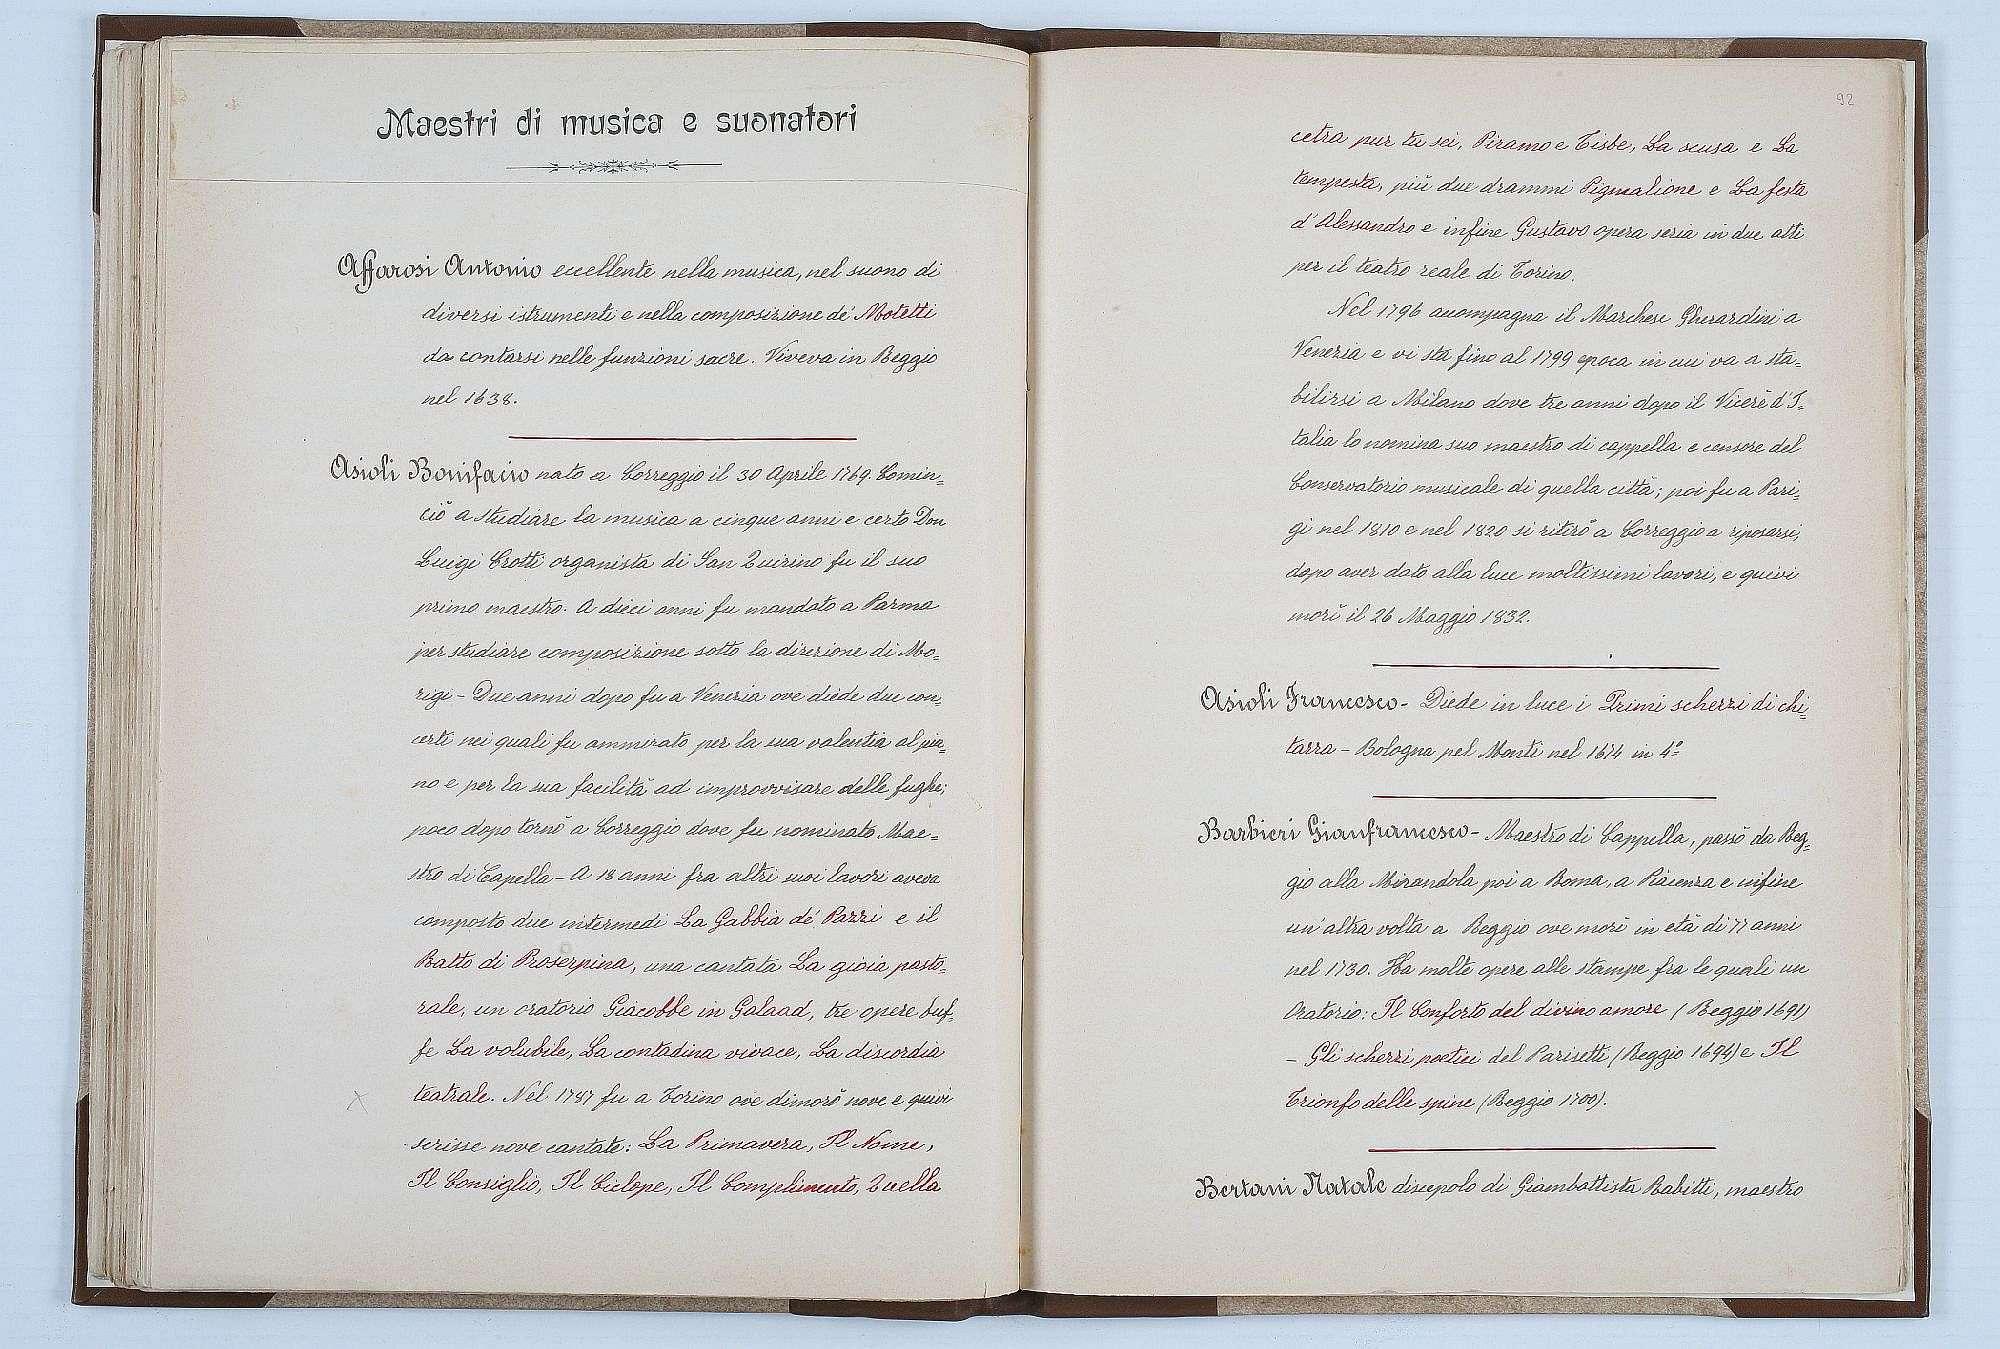 Maestri di musica e suonatori
Affarosi Antonio eccellente nella musica, nel suono di
diversi istrumenti e nella composizione de' Motetti
da contarsi nelle funzioni sacre. Viveva in Reggio
nel 1638.
Asioli Bonifacio nato a Correggio il 30 Aprile 1769. Comin-
ciò a studiare la musica a cinque anni e certo Don
Luigi Crotti organista di San Quirino fu il suo
primo maestro. A dieci anni fu mandato a Parma
per studiare composizione sotto la direzione di Mo-
rigi - Due anni dopo fu a Venezia ove diede due con-
certi nei quali fu ammirato per la sua valentia al pia-
no e per la sua facilità ad improvvisare delle fughe;
poco dopo tornò a Correggio dove fu nominato Mae-
stro di Capella - A 18 anni fra altri suoi lavori aveva
composto due intermedi La Gabbia de' Pazzi e il
Ratto di Proserpina, una cantata La gioia pasto-
rale, un oratorio Giacobbe in Galaad, tre opere buf-
fe La volubile, La contadina vivace, La discordia
teatrale. Nel 1787 fu a Torino ove dimorò nove e quivi
scrisse nove cantate: La Primavera, Il Nome,
Il Consiglio, Il Ciclope, Il Complimento, Quella
92
cetra pur tu sei, Piramo e Tisbe, La scusa e La
tempesta, più due drammi Pigmalione e La festa
d'Alessandro e infine Gustavo opera seria in due atti
per il teatro reale di Torino.
Nel 1796 accompagna il Marchese Gherardini a
Venezia e vi sta fino al 1799 epoca in cui va a sta-
bilirsi a Milano dove tre anni dopo il Vicerè d'I-
talia lo nomina suo maestro di cappella e censore del
Conservatorio musicale di quella città; poi fu a Pari-
gi nel 1810 e nel 1820 si ritirò a Correggio a riposarsi,
dopo aver dato alla luce moltissimi lavori, e quivi
morì il 26 Maggio 1832.
Asioli Francesco - Diede in luce i Primi scherzi di chi-
tarra - Bologna pel Monti nel 1674 in 4°
Barbieri Gianfrancesco - Maestro di Cappella, passò da Reg-
gio alla Mirandola poi a Roma, a Piacenza e infine
un'altra volta a Reggio ove morì in età di 77 anni
nel 1730. Ha molte opere alle stampe fra le quali un
Oratorio: Il Conforto del divino amore (Reggio 1691)
- Gli scherzi poetici del Parisetti (Reggio 1694) e Il
Trionfo delle spine (Reggio 1700).
Bertani Natale discepolo di Giambattista Rabitti, maestro